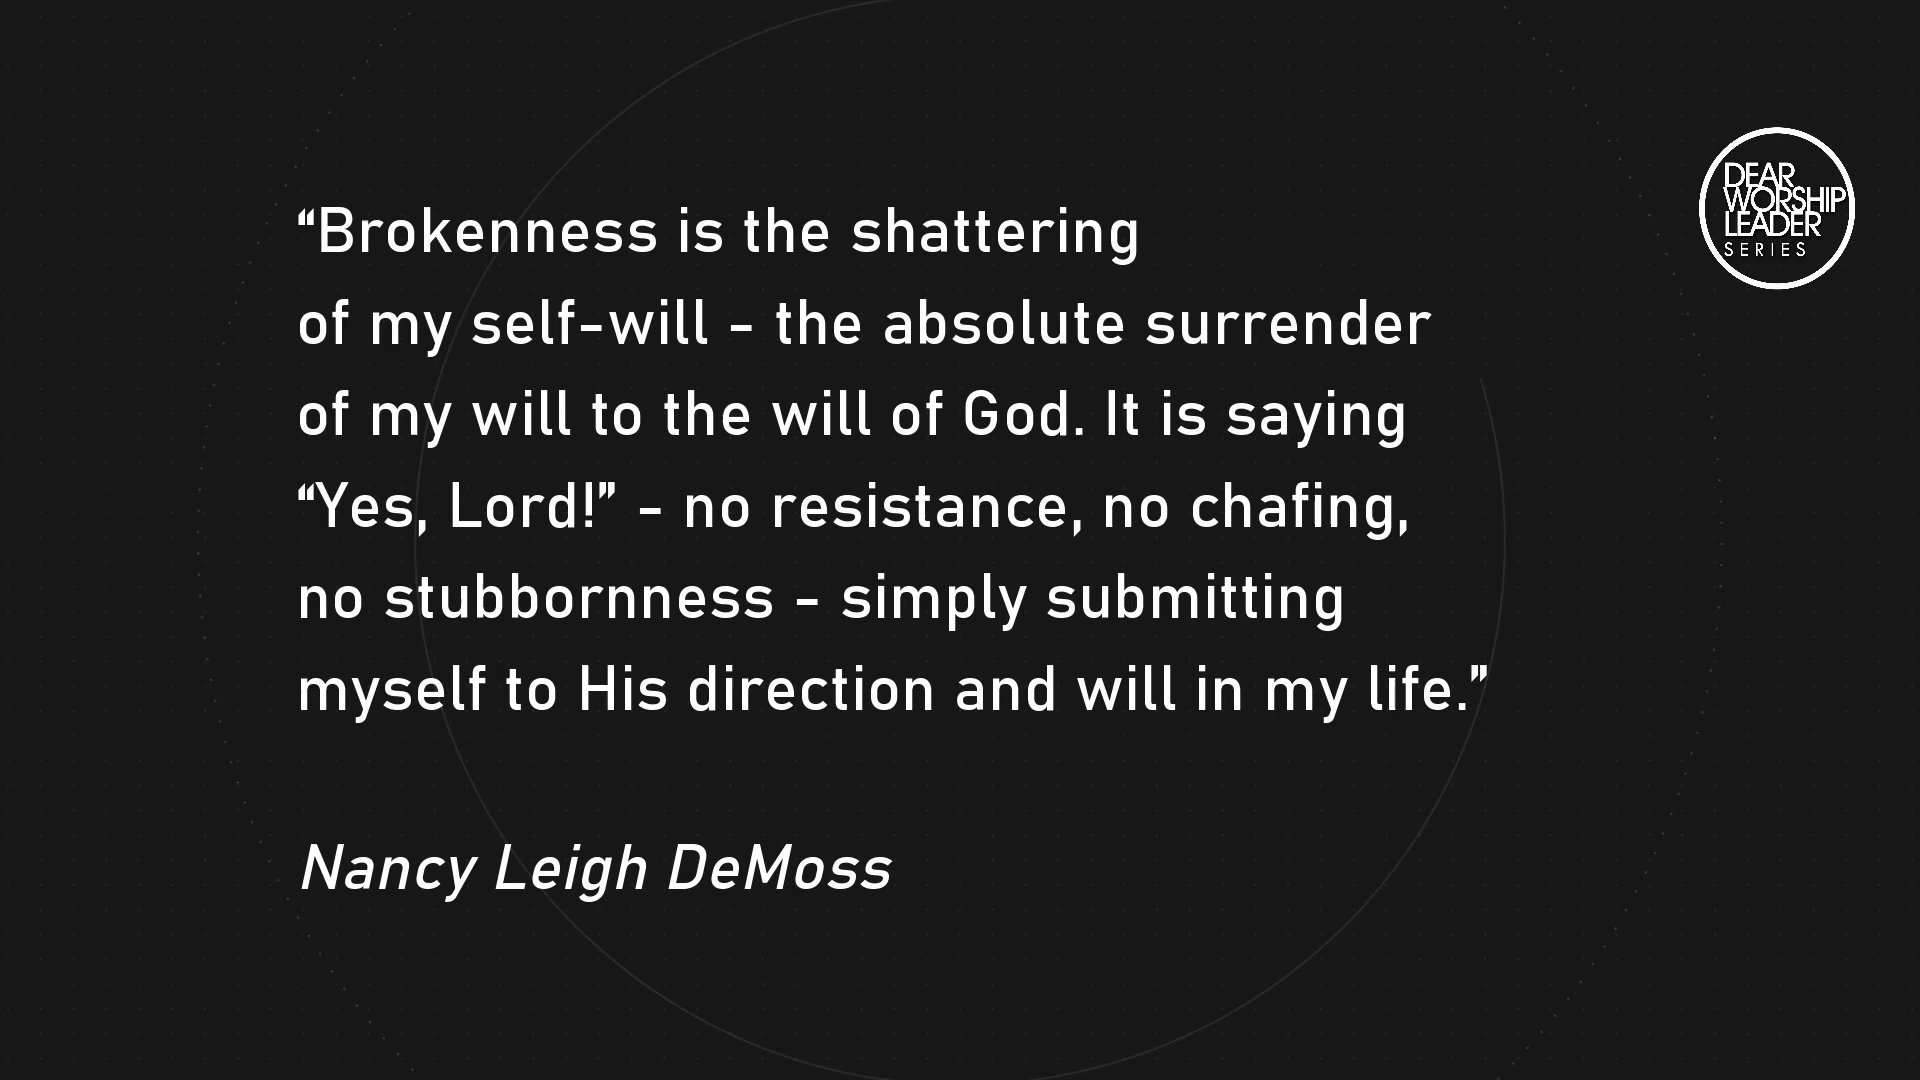 “Brokenness is the shattering
of my self-will - the absolute surrender
of my will to the will of God. It is saying
“Yes, Lord!” - no resistance, no chafing,
no stubbornness - simply submitting
myself to His direction and will in my life.”
Nancy Leigh DeMoss
DEAR
WORSHIP
LEADER
SERIES